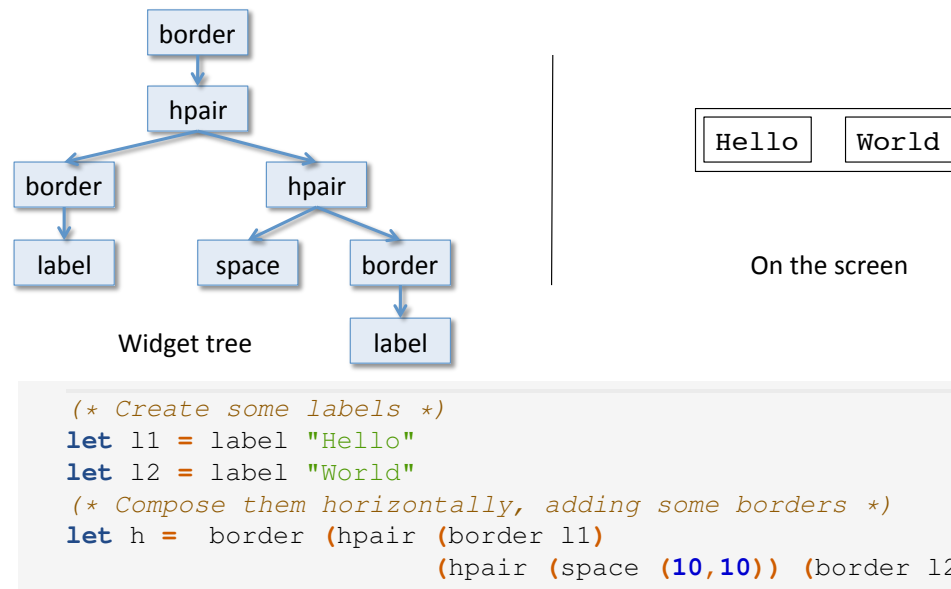 border
hpair
border hpair
label space border
label
Widget tree
Hello World
On the screen
(* Create some labels *)
let l1 = label "Hello"
let l2 = label "World"
(* Compose them horizontally, adding some borders *)
let h =  border (hpair (border l1)
                       (hpair (space (10,10)) (border l2